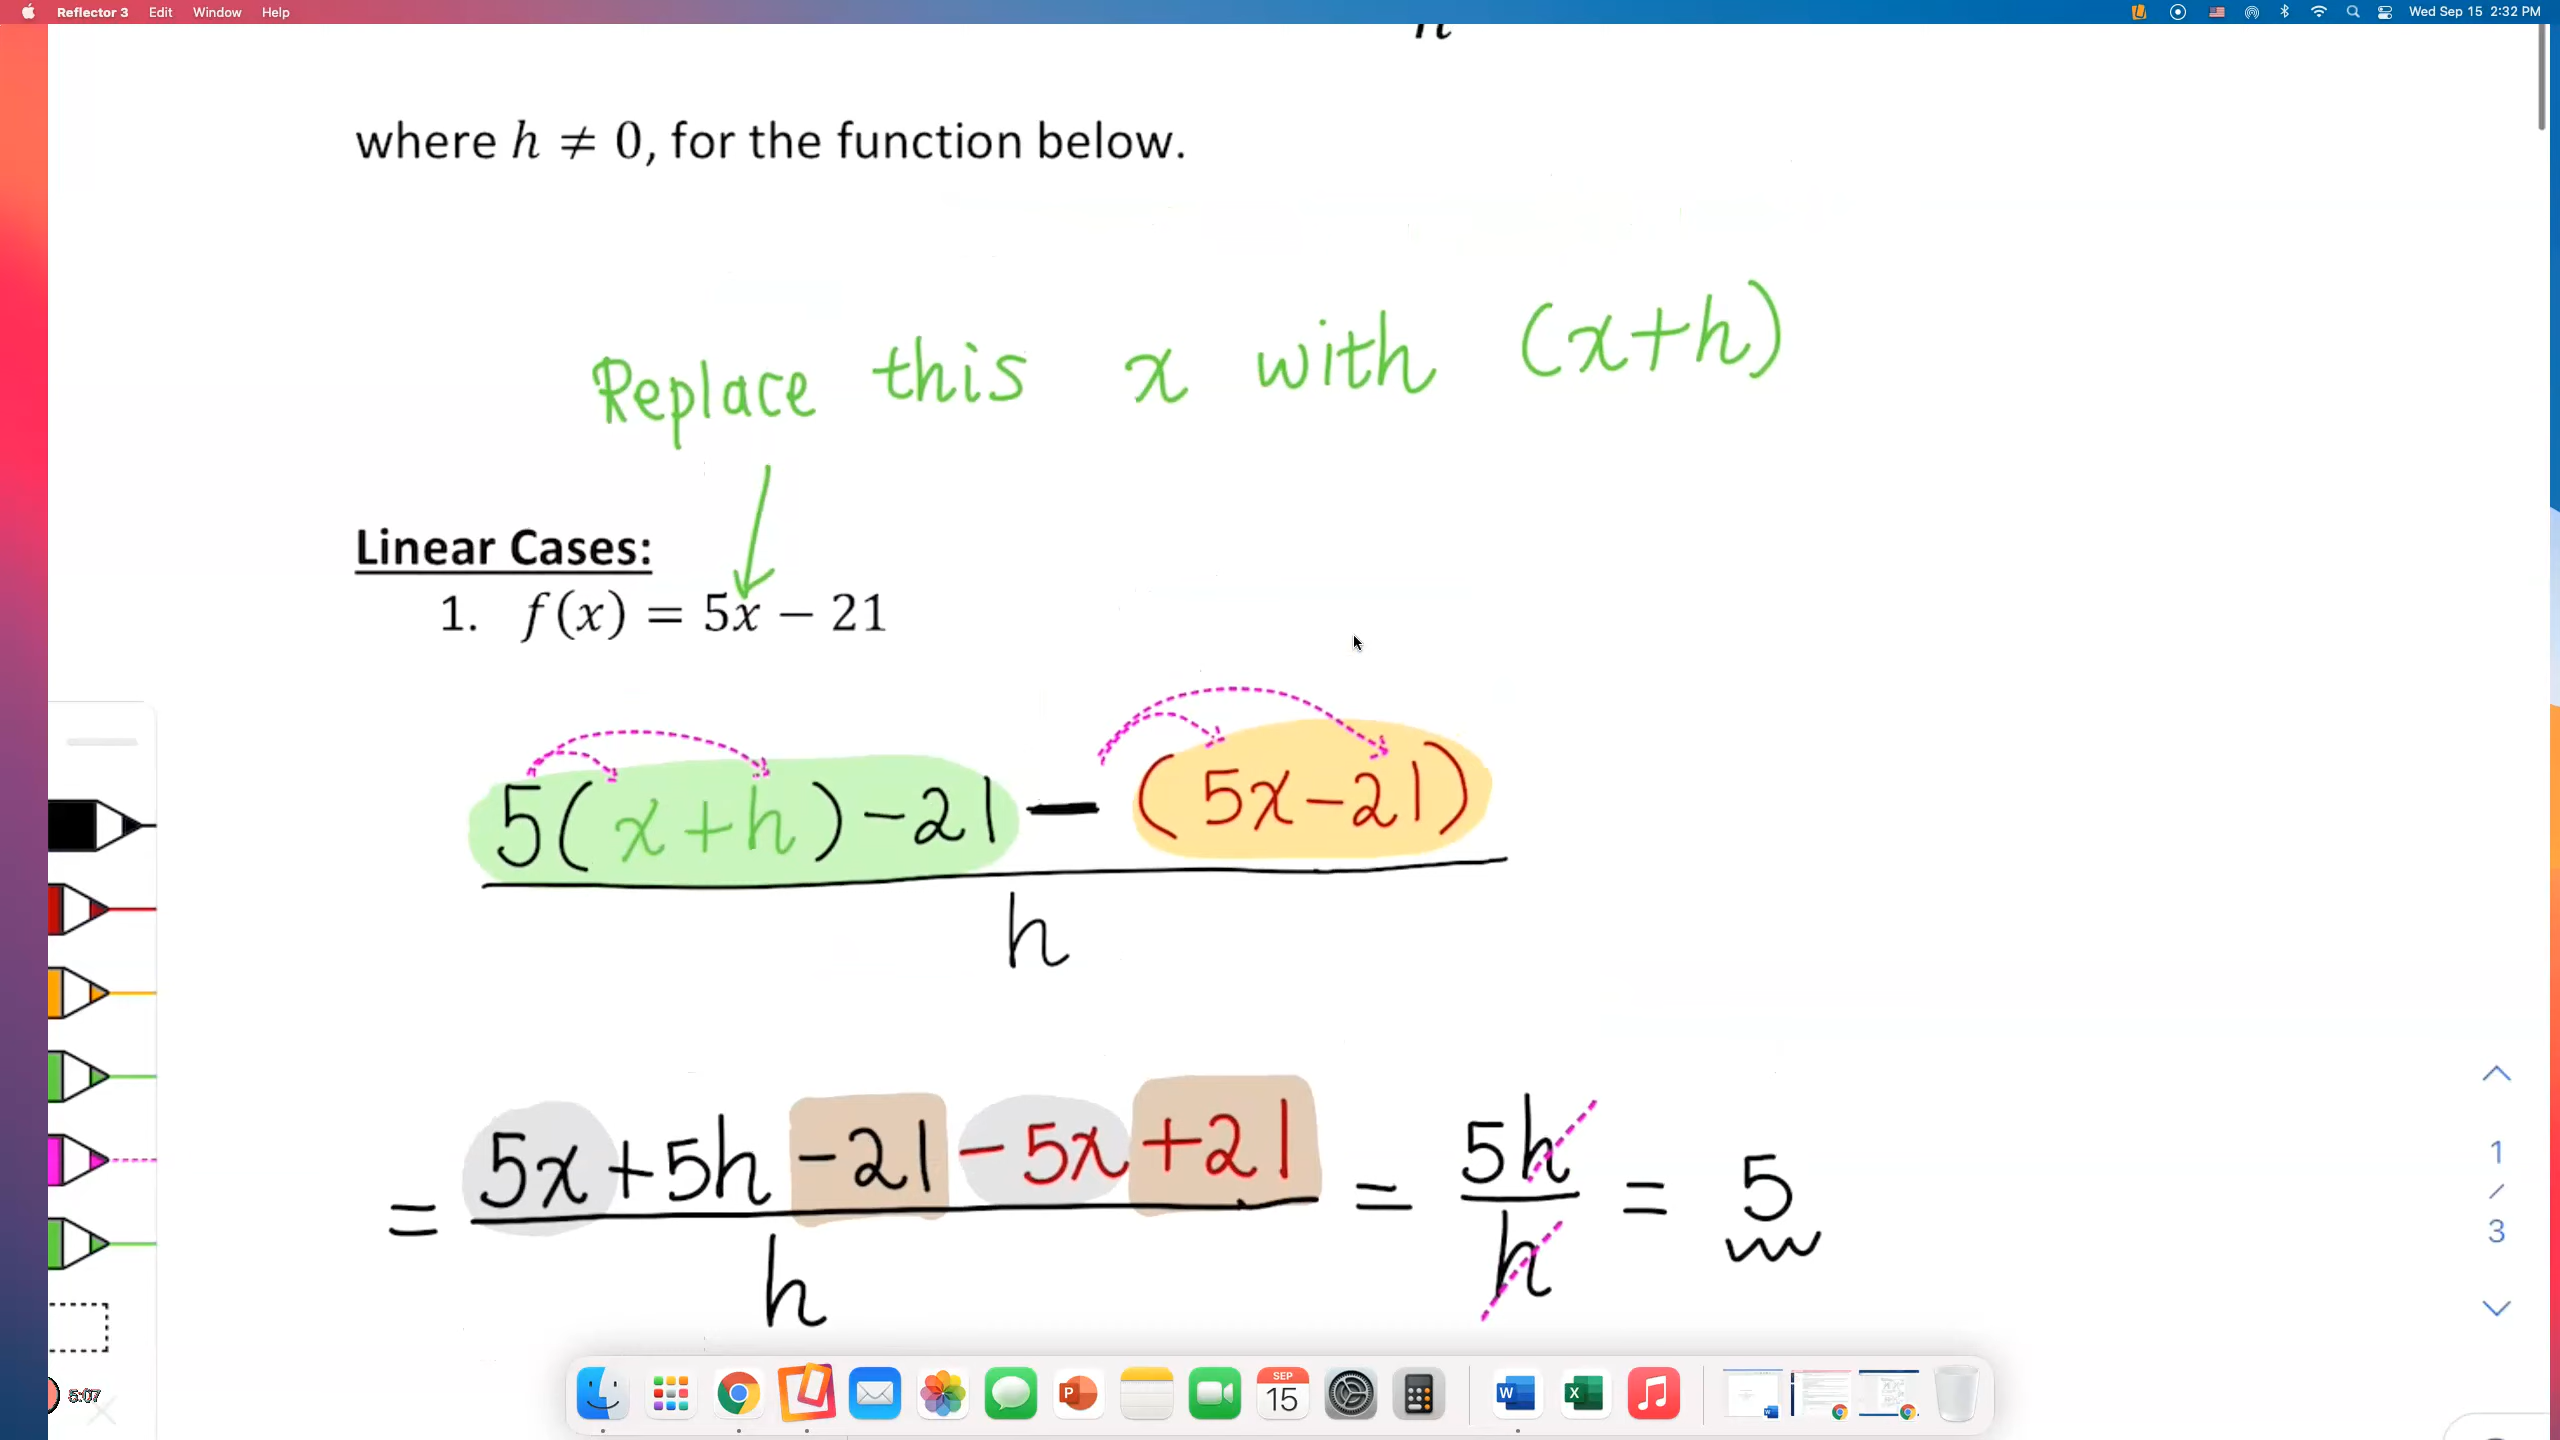 Reflector 3 Edit Window Help Wed Sep 15 2:32 PM
h
where h ≠ 0, for the function below.
Replace this x with (x+h)
Linear Cases:
1. f(x) = 5x − 21
5(x+h)-21 - (5x-21)
h
= 5x+5h-21-5x+21 = 5h = 5
h h
1
/
3
5:07
P
SEP
15
W
X